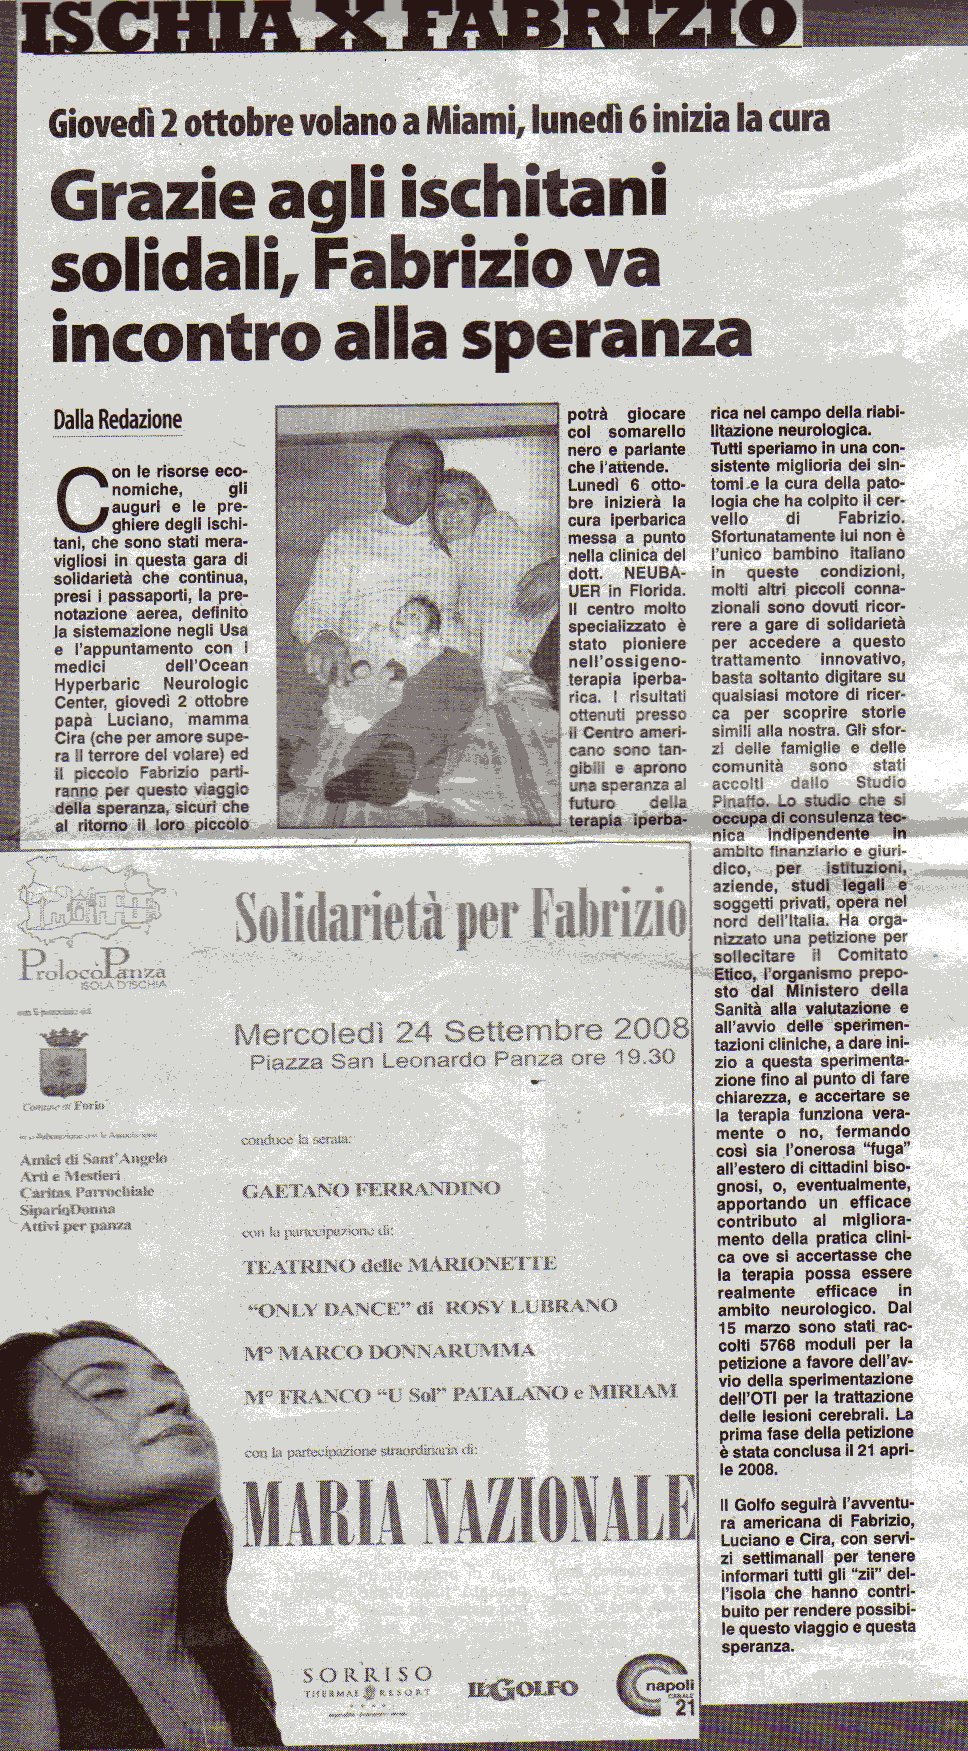 ISCHIA X FABRIZIO
Giovedì 2 ottobre volano a Miami, lunedì 6 inizia la cura
Grazie agli ischitani
solidali, Fabrizio va
incontro alla speranza
Dalla Redazione
Con le risorse eco-
nomiche, gli
auguri e le pre-
ghiere degli ischi-
tani, che sono stati mera-
vigliosi in questa gara di
solidarietà che continua,
presi i passaporti, la pre-
notazione aerea, definito
la sistemazione negli Usa
e l'appuntamento con i
medici dell'Ocean
Hyperbaric Neurologic
Center, giovedì 2 ottobre
papà Luciano, mamma
Cira (che per amore supe-
ra il terrore del volare) ed
il piccolo Fabrizio parti-
ranno per questo viaggio
della speranza, sicuri che
al ritorno il loro piccolo
potrà giocare
col somarello
nero e parlante
che l'attende.
Lunedì 6 otto-
bre inizierà la
cura iperbarica
messa a punto
nella clinica del
dott. NEUBA-
UER in Florida.
Il centro molto
specializzato è
stato pioniere
nell'ossigeno-
terapia iperba-
rica. I risultati
ottenuti presso
il Centro ameri-
cano sono tan-
gibili e aprono
una speranza al
futuro della
terapia iperba-
rica nel campo della riabi-
litazione neurologica.
Tutti speriamo in una con-
sistente miglioria dei sin-
tomi e la cura della pato-
logia che ha colpito il cer-
vello di Fabrizio.
Sfortunatamente lui non è
l'unico bambino italiano
in queste condizioni,
molti altri piccoli conna-
zionali sono dovuti ricor-
rere a gare di solidarietà
per accedere a questo
trattamento innovativo,
basta soltanto digitare su
qualsiasi motore di ricer-
ca per scoprire storie
simili alla nostra. Gli sfor-
zi delle famiglie e delle
comunità sono stati
accolti dallo Studio
Pinaffo. Lo studio che si
occupa di consulenza tec-
nica indipendente in
ambito finanziario e giuri-
dico, per istituzioni,
aziende, studi legali e
soggetti privati, opera nel
nord dell'Italia. Ha orga-
nizzato una petizione per
sollecitare il Comitato
Etico, l'organismo prepo-
sto dal Ministero della
Sanità alla valutazione e
all'avvio delle sperimen-
tazioni cliniche, a dare ini-
zio a questa sperimenta-
zione fino al punto di fare
chiarezza, e accertare se
la terapia funziona vera-
mente o no, fermando
così sia l'onerosa “fuga”
all'estero di cittadini biso-
gnosi, o, eventualmente,
apportando un efficace
contributo al migliora-
mento della pratica clini-
ca ove si accertasse che
la terapia possa essere
realmente efficace in
ambito neurologico. Dal
15 marzo sono stati rac-
colti 5768 moduli per la
petizione a favore dell'av-
vio della sperimentazione
dell'OTI per la trattazione
delle lesioni cerebrali. La
prima fase della petizione
è stata conclusa il 21 apri-
le 2008.
Il Golfo seguirà l'avventu-
ra americana di Fabrizio,
Luciano e Cira, con servi-
zi settimanali per tenere
informari tutti gli “zii” del-
l'isola che hanno contri-
buito per rendere possibi-
le questo viaggio e questa
speranza.
ProlocoPanza
ISOLA D'ISCHIA
Comune di Forio
Amici di Sant'Angelo
Arti e Mestieri
Caritas Parrochiale
SiparioDonna
Attivi per panza
Solidarietà per Fabrizio
Mercoledì 24 Settembre 2008
Piazza San Leonardo Panza ore 19.30
conduce la serata:
GAETANO FERRANDINO
con la partecipazione di:
TEATRINO delle MARIONETTE
“ONLY DANCE” di ROSY LUBRANO
M° MARCO DONNARUMMA
M° FRANCO “U Sol” PATALANO e MIRIAM
con la partecipazione straordinaria di:
MARIA NAZIONALE
SORRISO
THERMAE RESORT
IL GOLFO
napoli
CANALE
21